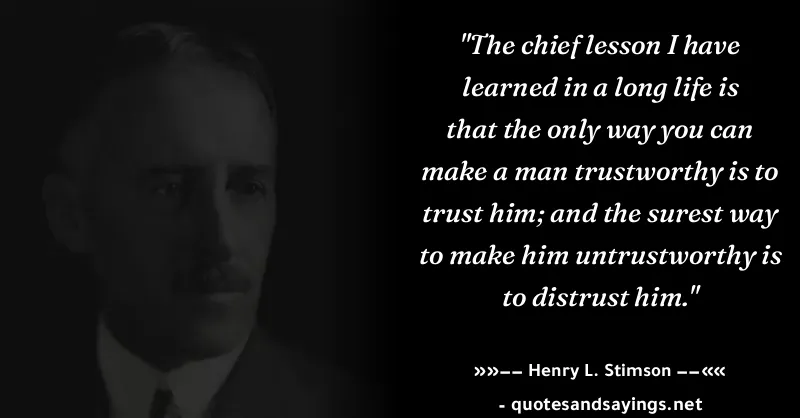 "The chief lesson I have
learned in a long life is
that the only way you can
make a man trustworthy is to
trust him; and the surest way
to make him untrustworthy is
to distrust him."
»»−− Henry L. Stimson −−««
- quotesandsayings.net